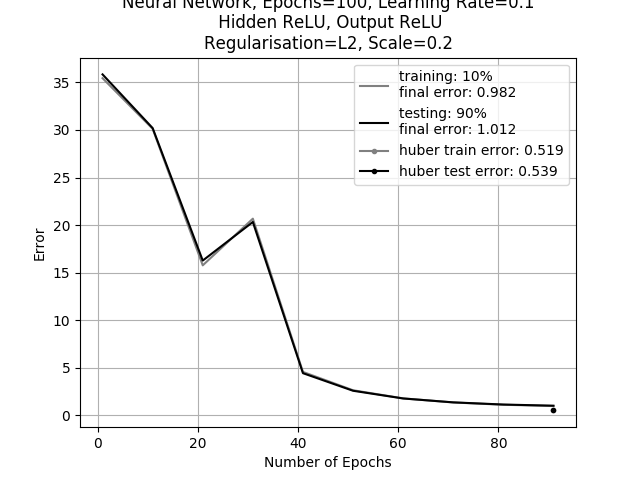 Neural Network, Epochs=100, Learning Rate=0.1
Hidden ReLU, Output ReLU
Regularisation=L2, Scale=0.2
training: 10%
final error: 0.982
testing: 90%
final error: 1.012
huber train error: 0.519
huber test error: 0.539
35
30
25
20
15
10
5
0
Error
0 20 40 60 80
Number of Epochs